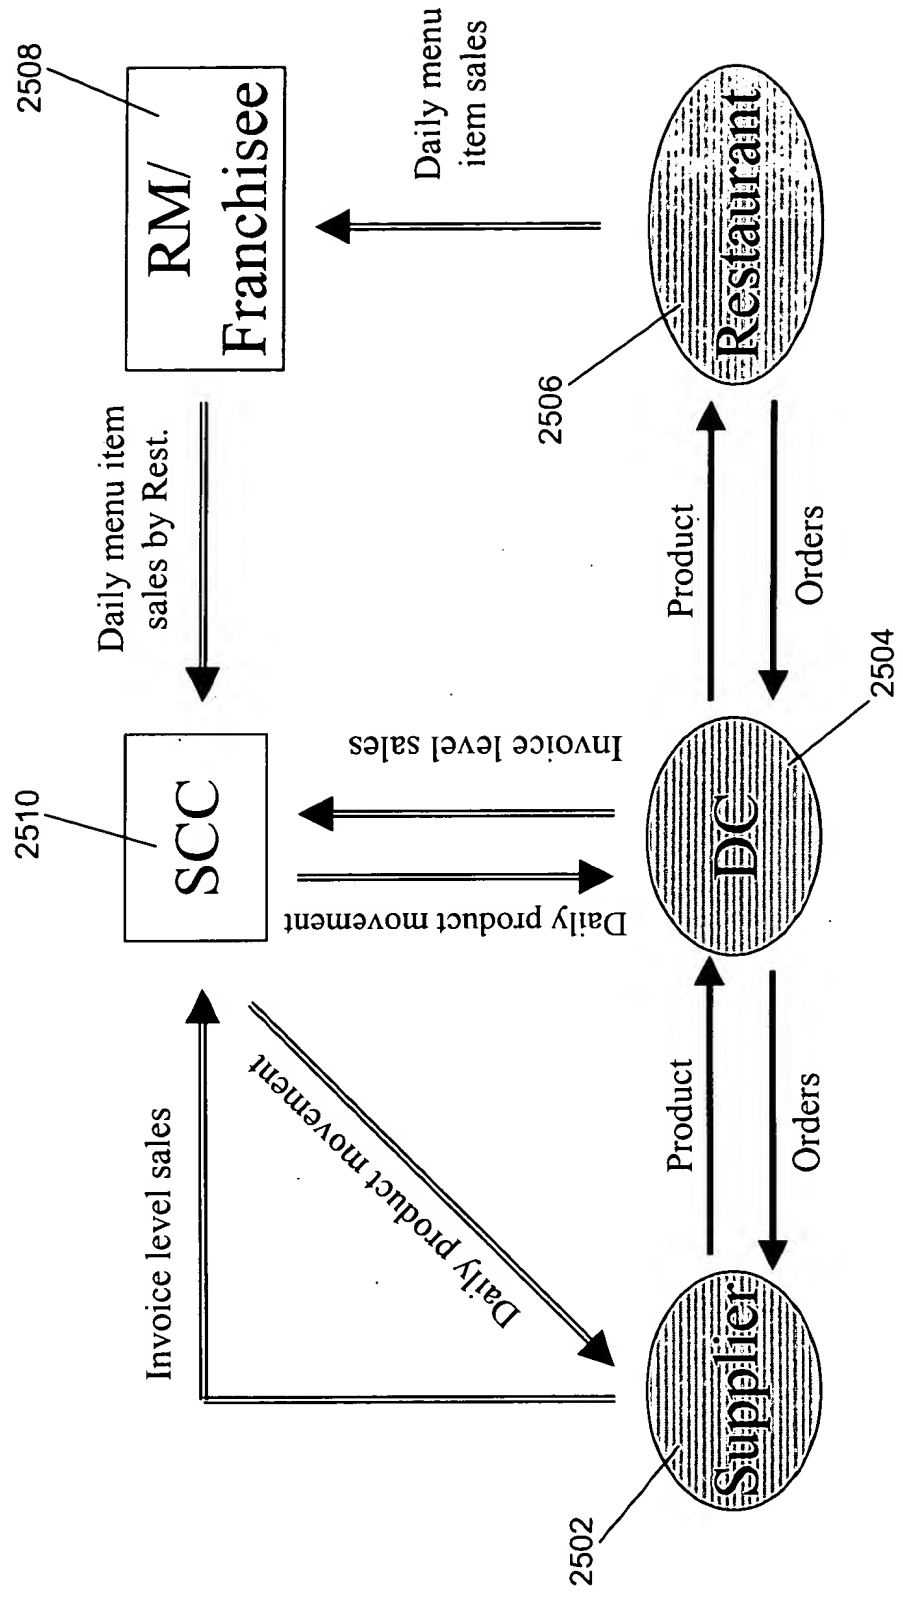 2510
2508
SCC
Daily menu item
sales by Rest.
RM/
Franchisee
Invoice level sales
Daily product movement
Daily product movement
Invoice level sales
Daily menu
item sales
2502
Supplier
Product
Orders
DC
2504
Product
Orders
2506
Restaurant